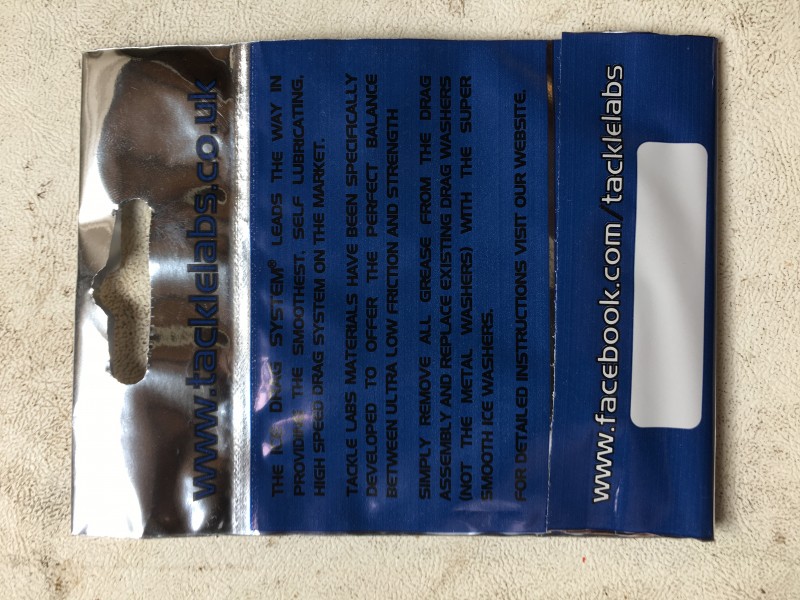 www.tacklelabs.co.uk
THE ICE DRAG SYSTEM® LEADS THE WAY IN
PROVIDING THE SMOOTHEST, SELF LUBRICATING,
HIGH SPEED DRAG SYSTEM ON THE MARKET.
TACKLE LABS MATERIALS HAVE BEEN SPECIFICALLY
DEVELOPED TO OFFER THE PERFECT BALANCE
BETWEEN ULTRA LOW FRICTION AND STRENGTH
SIMPLY REMOVE ALL GREASE FROM THE DRAG
ASSEMBLY AND REPLACE EXISTING DRAG WASHERS
(NOT THE METAL WASHERS) WITH THE SUPER
SMOOTH ICE WASHERS.
FOR DETAILED INSTRUCTIONS VISIT OUR WEBSITE.
www.facebook.com/tacklelabs